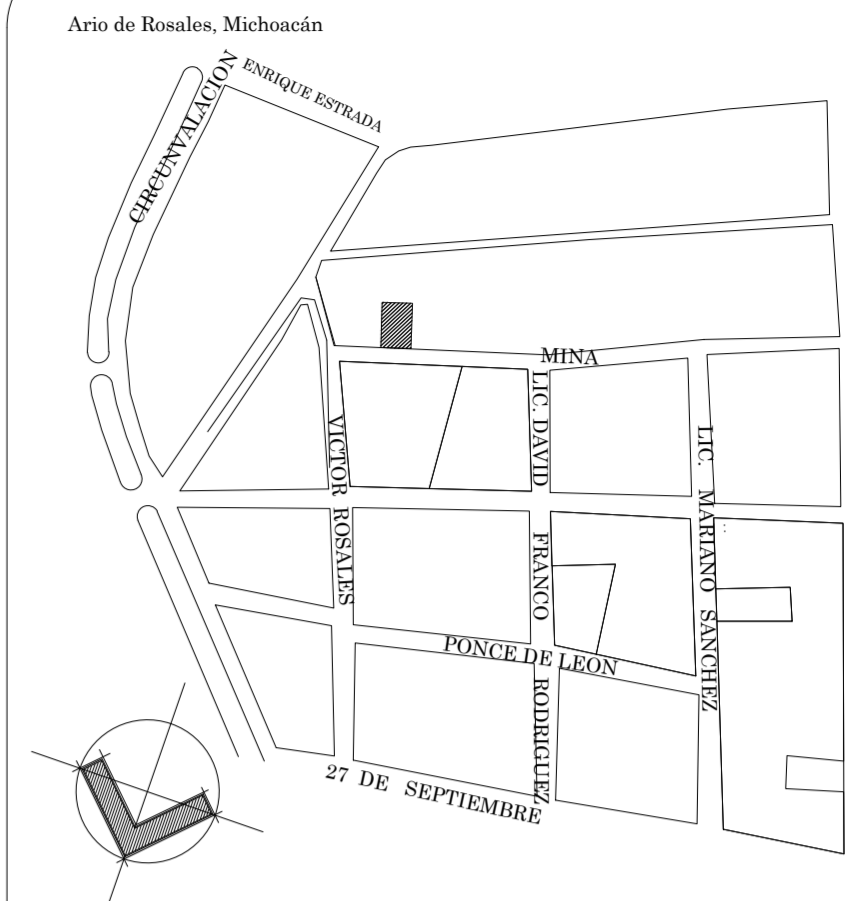 Ario de Rosales, Michoacán
ENRIQUE ESTRADA
CIRCUNVALACION
MINA
LIC. DAVID FRANCO RODRIGUEZ
VICTOR ROSALES
LIC. MARIANO SANCHEZ
PONCE DE LEON
27 DE SEPTIEMBRE